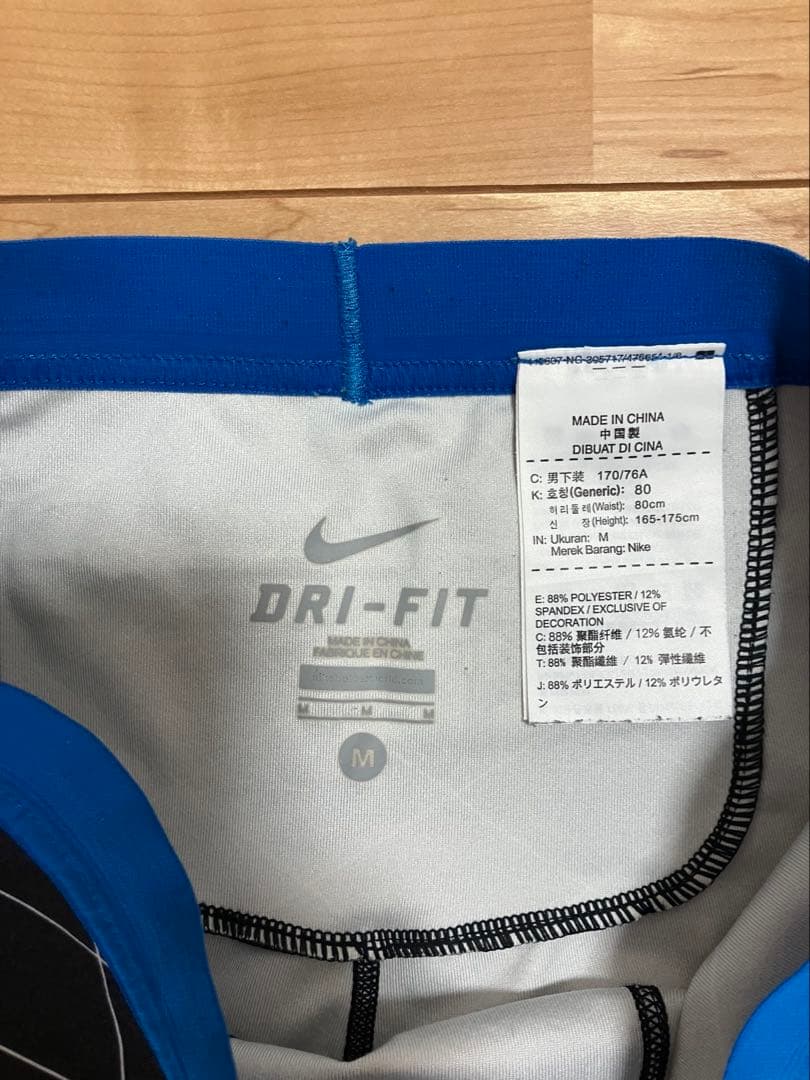 MADE IN CHINA
中国製
DIBUAT DI CINA
C: 男下装 170/76A
K: 호칭(Generic): 80
허리둘레(Waist): 80cm
신 장(Height): 165-175cm
IN: Ukuran: M
Merek Barang: Nike
E: 88% POLYESTER / 12%
SPANDEX / EXCLUSIVE OF
DECORATION
C: 88% 聚酯纤维 / 12% 氨纶 / 不
包括装饰部分
T: 88% 聚酯纖維 / 12% 彈性纖維
J: 88% ポリエステル / 12% ポリウレタ
ン
DRI-FIT
MADE IN CHINA
FABRIQUE EN CHINE
M M M
M